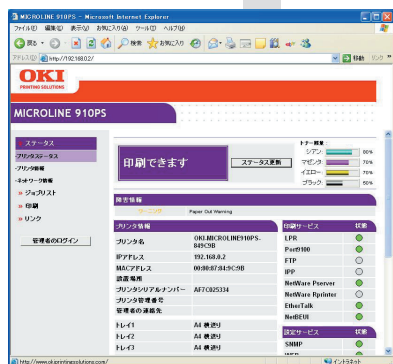 MICROLINE 910PS - Microsoft Internet Explorer
ファイル(F) 編集(E) 表示(V) お気に入り(A) ツール(T) ヘルプ(H)
戻る 検索 お気に入り
アドレス(D) http://192.168.0.2/ 移動 リンク
OKI
PRINTING SOLUTIONS
MICROLINE 910PS
ステータス
-プリンタステータス
-プリンタ情報
-ネットワーク情報
ジョブリスト
印刷
リンク
管理者のログイン
印刷できます
ステータス更新
トナー残量:
シアン: 80%
マゼンタ: 70%
イエロー: 70%
ブラック: 50%
障害情報
Paper Out Warning
プリンタ情報
プリンタ名 OKI-MICROLINE910PS-849C9B
IPアドレス 192.168.0.2
MACアドレス 00:80:87:84:9C:9B
設置場所
プリンタシリアルナンバー AF7C025334
プリンタ管理番号
管理者の連絡先
トレイ1 A4 横送り
トレイ2 A4 横送り
トレイ3 A4 横送り
印刷サービス 状態
LPR
Port9100
FTP
IPP
NetWare Pserver
NetWare Rprinter
EtherTalk
NetBEUI
設定サービス 状態
SNMP
WEB
http://www.okiprintingsolutions.com/ イントラネット